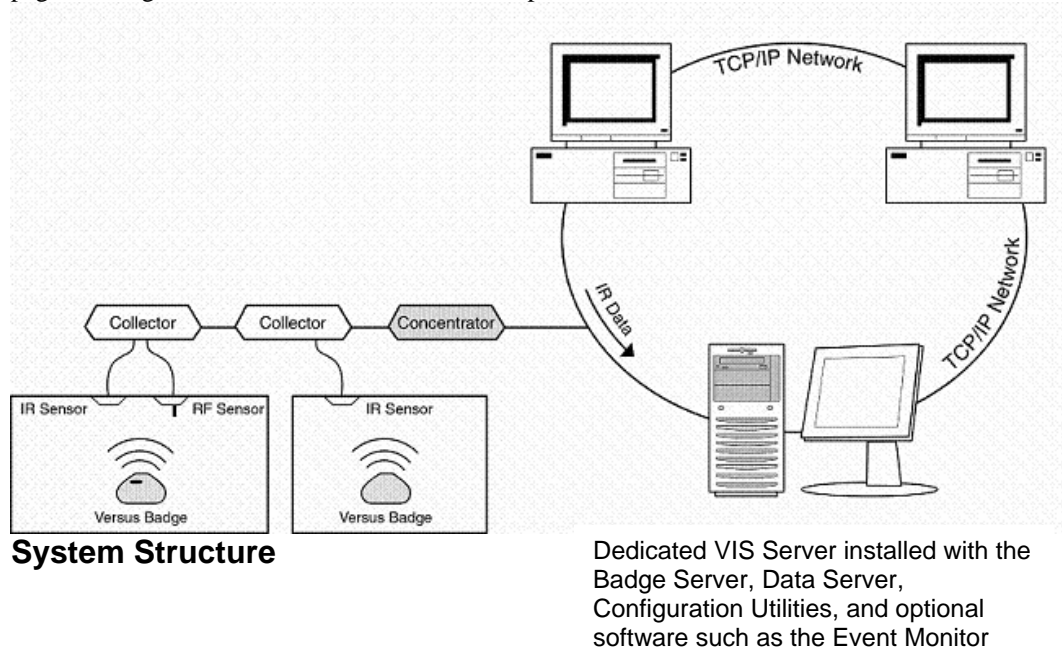 TCP/IP Network
IR Data
TCP/IP Network
Collector
Collector
Concentrator
IR Sensor
RF Sensor
IR Sensor
Versus Badge
Versus Badge
System Structure
Dedicated VIS Server installed with the
Badge Server, Data Server,
Configuration Utilities, and optional
software such as the Event Monitor